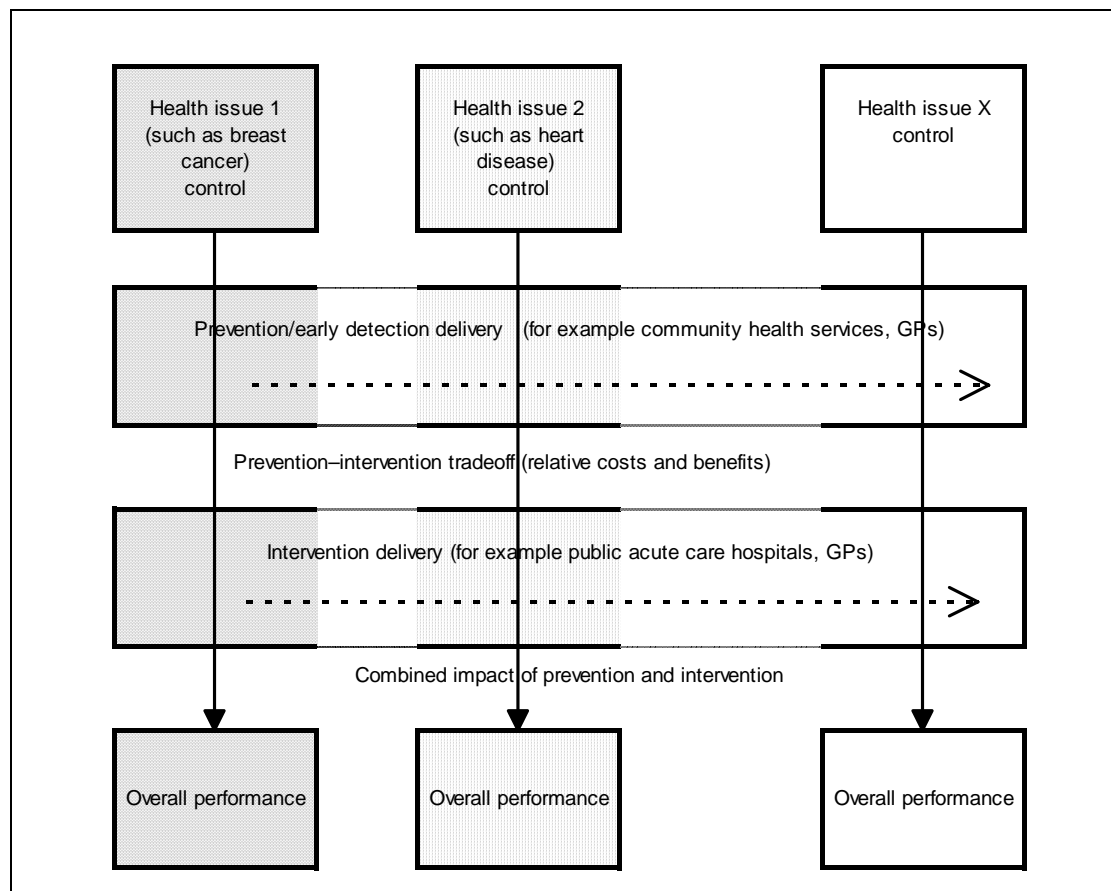 Health issue 1
(such as breast
cancer)
control
Health issue 2
(such as heart
disease)
control
Health issue X
control
Prevention/early detection delivery (for example community health services, GPs)
Prevention–intervention tradeoff (relative costs and benefits)
Intervention delivery (for example public acute care hospitals, GPs)
Combined impact of prevention and intervention
Overall performance
Overall performance
Overall performance